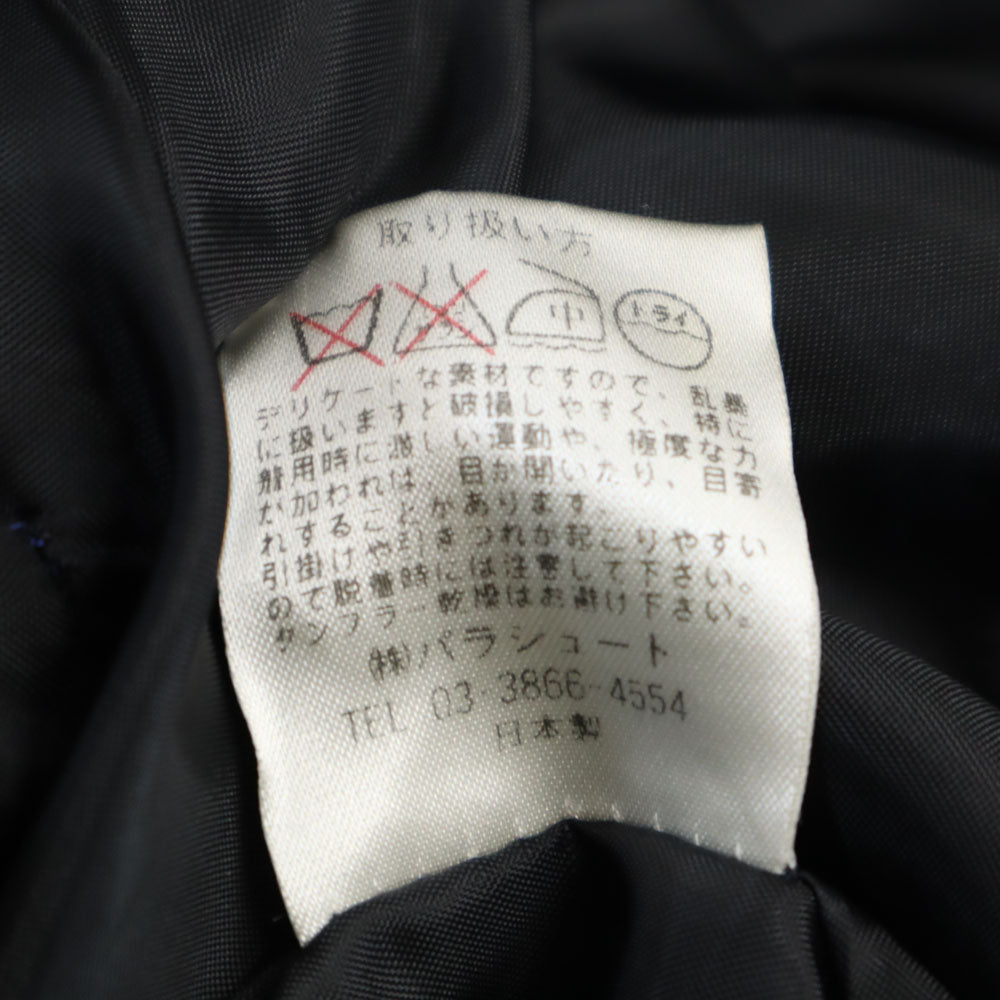 取り扱い方
エンソ
中
ドライ
デリケートな素材ですので、乱暴
に扱いますと破損しやすく、特に
着用時に激しい運動や、極度な力
が加われば、目が開いたり、目寄
れすることがあります
引掛けや引きつれが起こりやすい
ので脱着時には注意して下さい。
タンブラー乾燥はお避け下さい。
㈱パラシュート
TEL 03-3866-4554
日本製